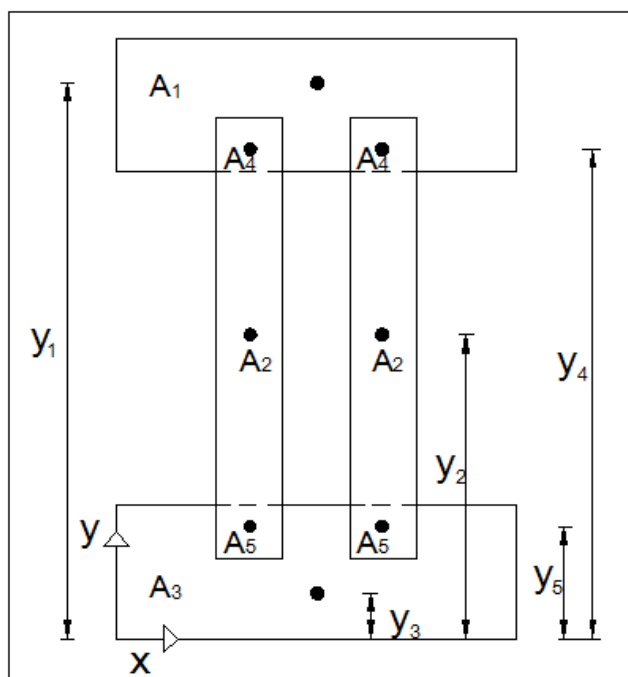 A₁
A₄ A₄
y₁
A₂ A₂
y₄
y₂
y
A₅ A₅
y₅
A₃
y₃
x